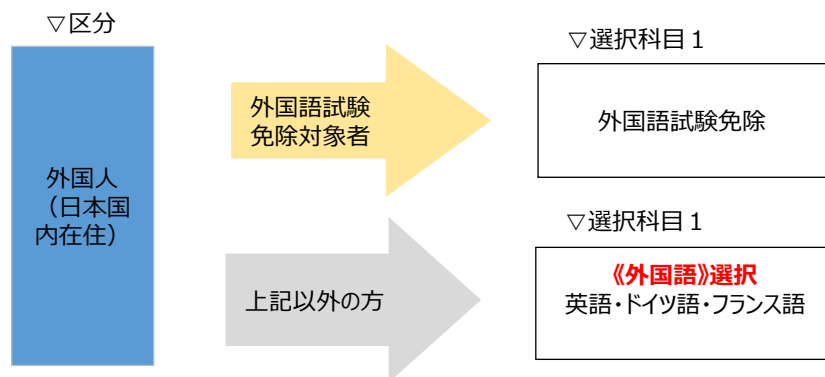 ▽区分
外国人
（日本国
内在住）
外国語試験
免除対象者
▽選択科目１
外国語試験免除
上記以外の方
▽選択科目１
《外国語》選択
英語・ドイツ語・フランス語